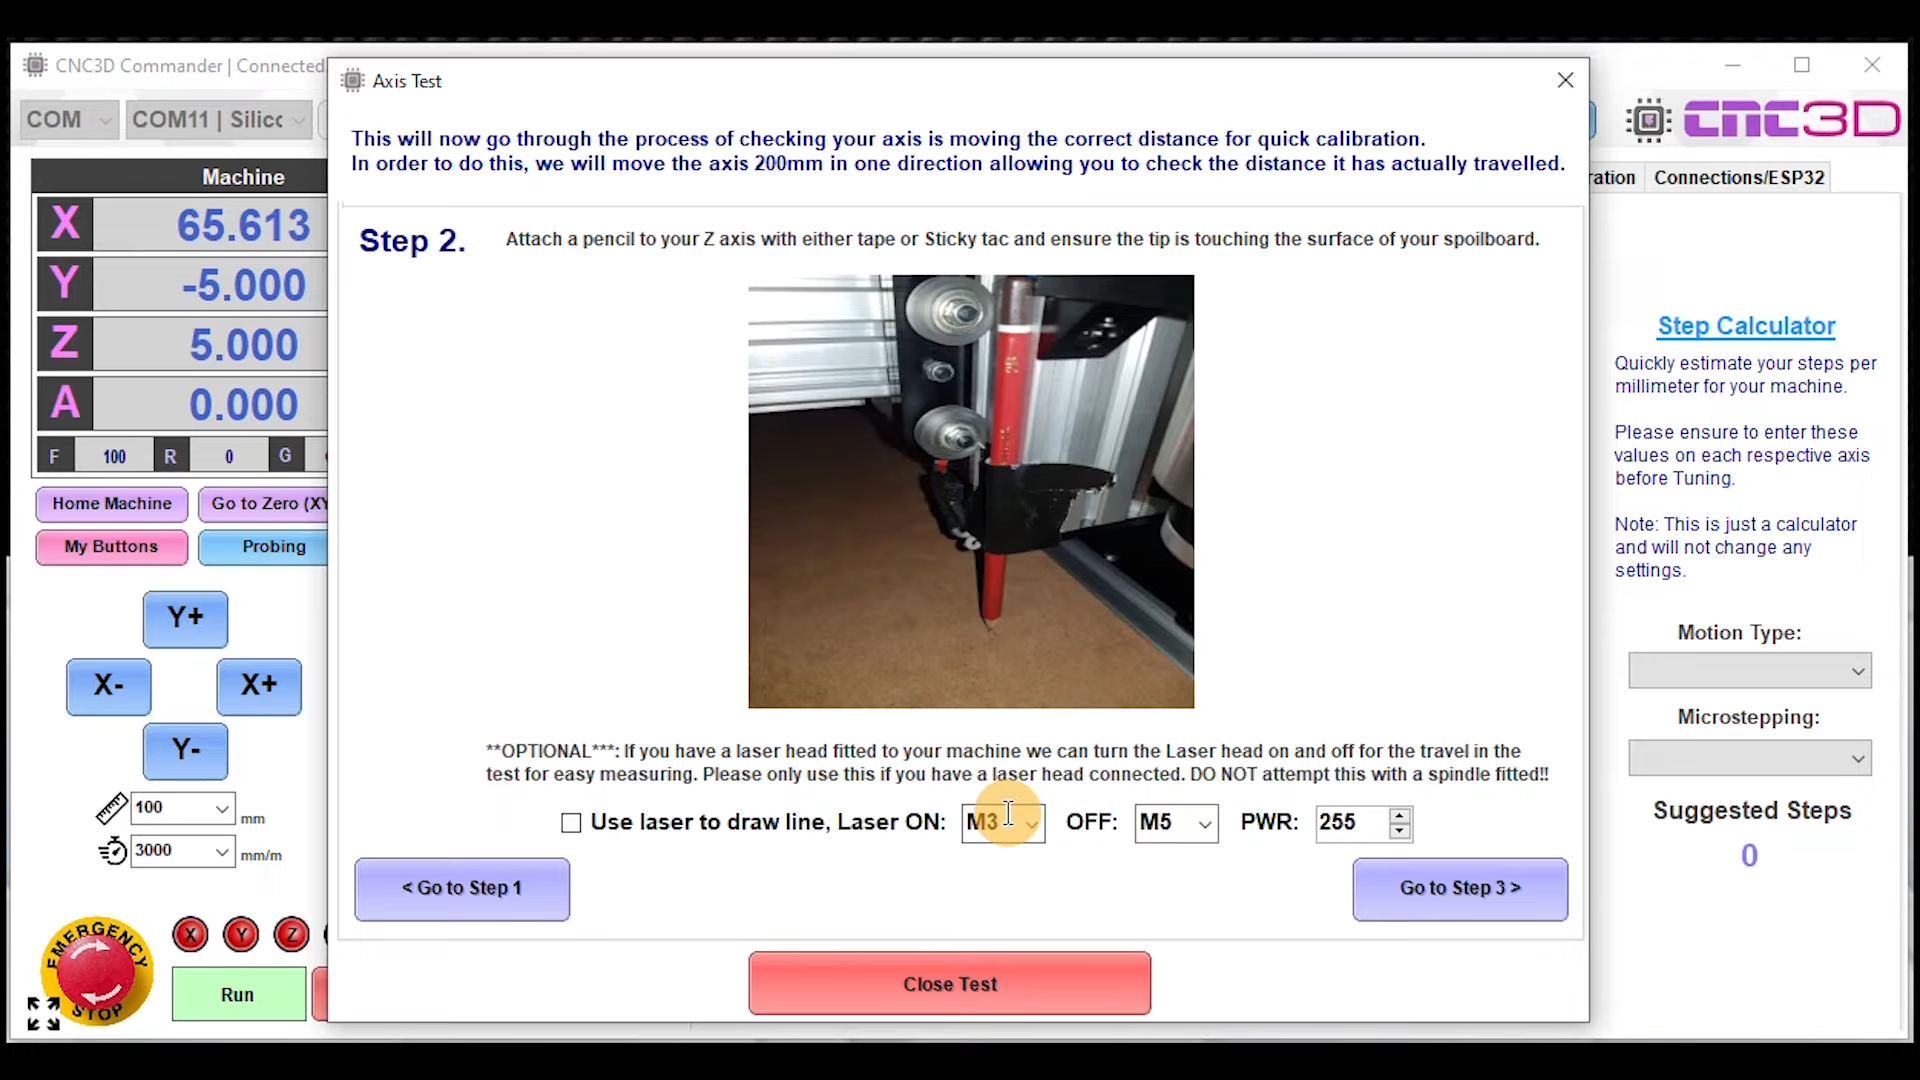 CNC3D Commander | Connected
COM
COM11 | Silicc
CNC3D
Machine
X 65.613
Y -5.000
Z 5.000
A 0.000
F 100 R 0 G
Home Machine
Go to Zero (XY
My Buttons
Probing
Y+
X-
X+
Y-
100 mm
3000 mm/m
EMERGENCY
STOP
X Y Z
Run
Axis Test
This will now go through the process of checking your axis is moving the correct distance for quick calibration.
In order to do this, we will move the axis 200mm in one direction allowing you to check the distance it has actually travelled.
Step 2.
Attach a pencil to your Z axis with either tape or Sticky tac and ensure the tip is touching the surface of your spoilboard.
2B
**OPTIONAL***: If you have a laser head fitted to your machine we can turn the Laser head on and off for the travel in the
test for easy measuring. Please only use this if you have a laser head connected. DO NOT attempt this with a spindle fitted!!
Use laser to draw line, Laser ON: M3 OFF: M5 PWR: 255
< Go to Step 1
Go to Step 3 >
Close Test
ration
Connections/ESP32
Step Calculator
Quickly estimate your steps per
millimeter for your machine.
Please ensure to enter these
values on each respective axis
before Tuning.
Note: This is just a calculator
and will not change any
settings.
Motion Type:
Microstepping:
Suggested Steps
0